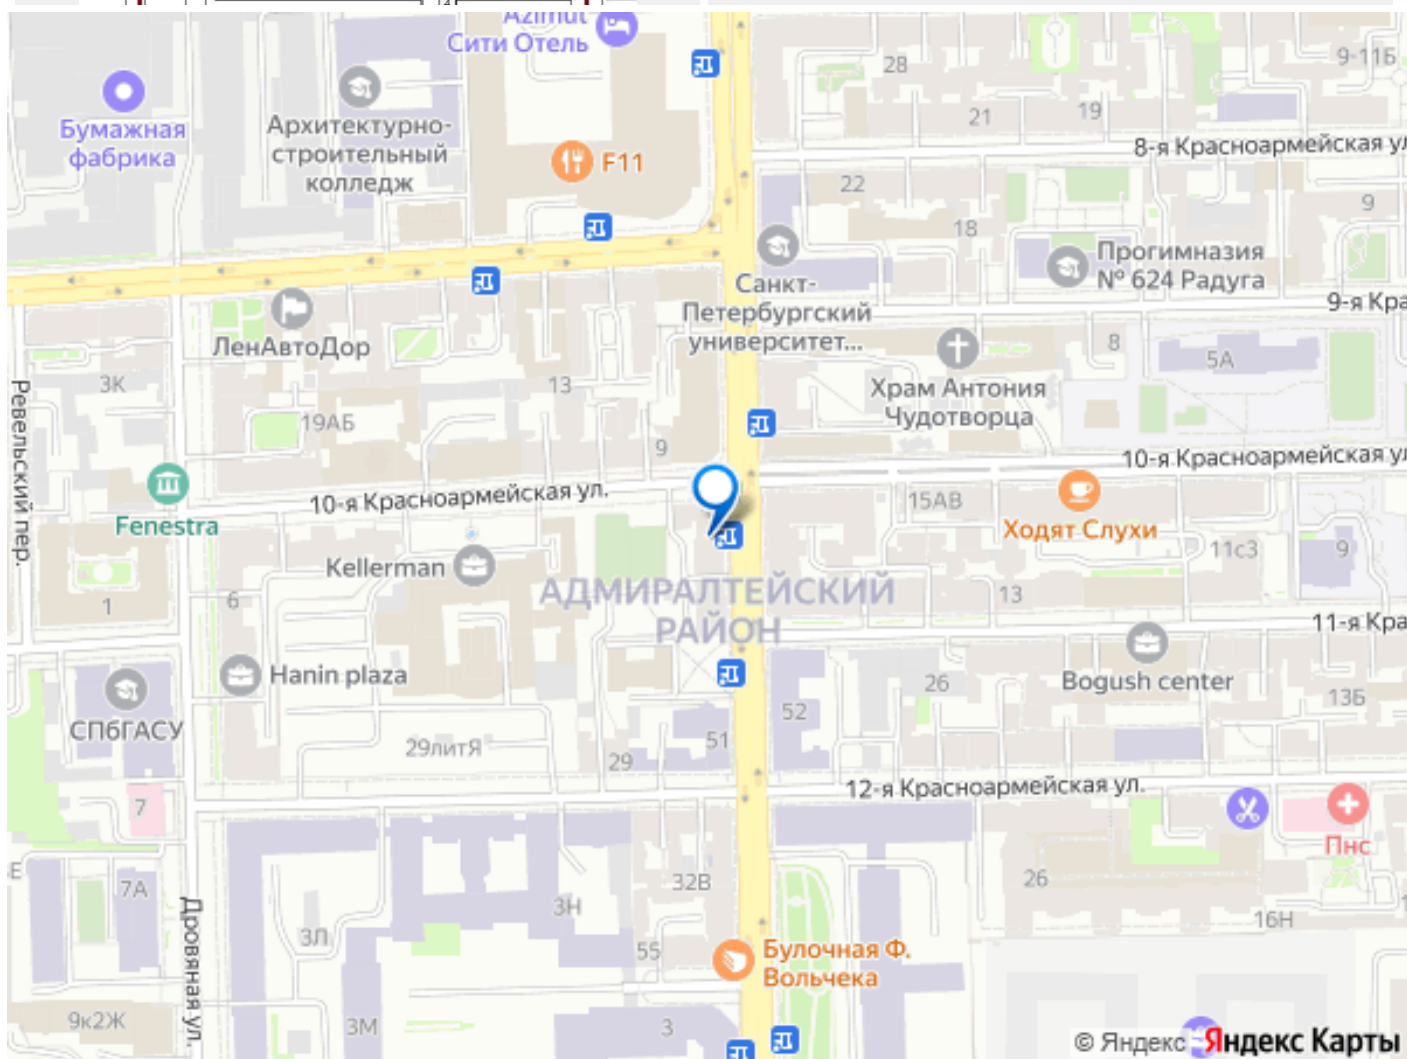 Azimut
Сити Отель
28
9-11Б
Бумажная
фабрика
Архитектурно-
строительный
колледж
F11
21
19
8-я Красноармейская ул
22
18
9
Прогимназия
№ 624 Радуга
Санкт-
Петербургский
университет...
9-я Кра
ЛенАвтоДор
Храм Антония
Чудотворца
8
5А
3К
13
19АБ
9
Ревельский пер.
10-я Красноармейская ул
10-я Красноармейская ул.
15АВ
Ходят Слухи
Fenestra
11с3
9
Kellerman
АДМИРАЛТЕЙСКИЙ
РАЙОН
1
6
13
11-я Кра
Hanin plaza
26
Bogush center
13Б
СПбГАСУ
52
51
29литЯ
29
12-я Красноармейская ул.
7
Пнс
7А
Дровяная ул.
32В
26
3Н
16Н
3Л
55
Булочная Ф.
Вольчека
9к2Ж
3М
3
© Яндекс Яндекс Карты